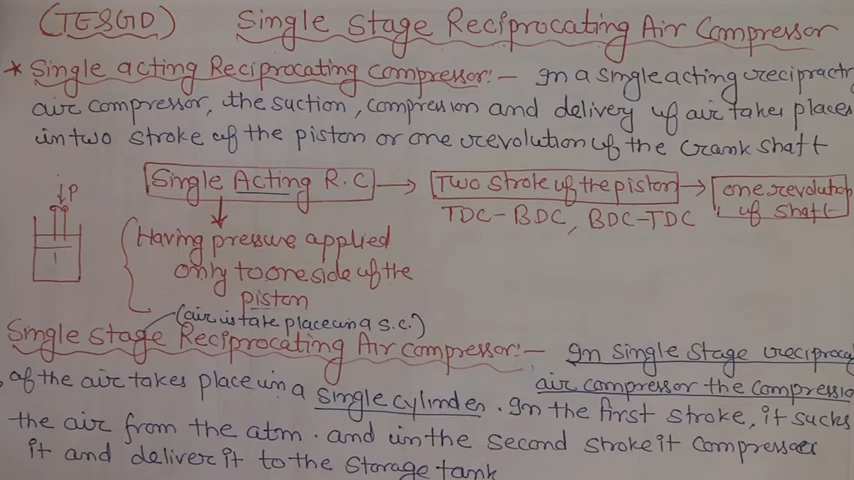 (TESGD) Single Stage Reciprocating Air Compressor
* Single acting Reciprocating compressor:- In a single acting reciprocatry
air compressor, the suction, compression and delivery of air takes places
in two stroke of the piston or one revolution of the crank shaft
P
Single Acting R.C → Two stroke of the piston → one revolution of shaft
TDC-BDC, BDC-TDC
Having pressure applied
only to one side of the
piston
(air is take place in a s.c.)
Single stage Reciprocating Air compressor:- In single stage reciproca
air compressor the compressio
of the air takes place in a single cylinder. In the first stroke, it sucks
the air from the atm. and in the second stroke it compresses
it and deliver it to the storage tank